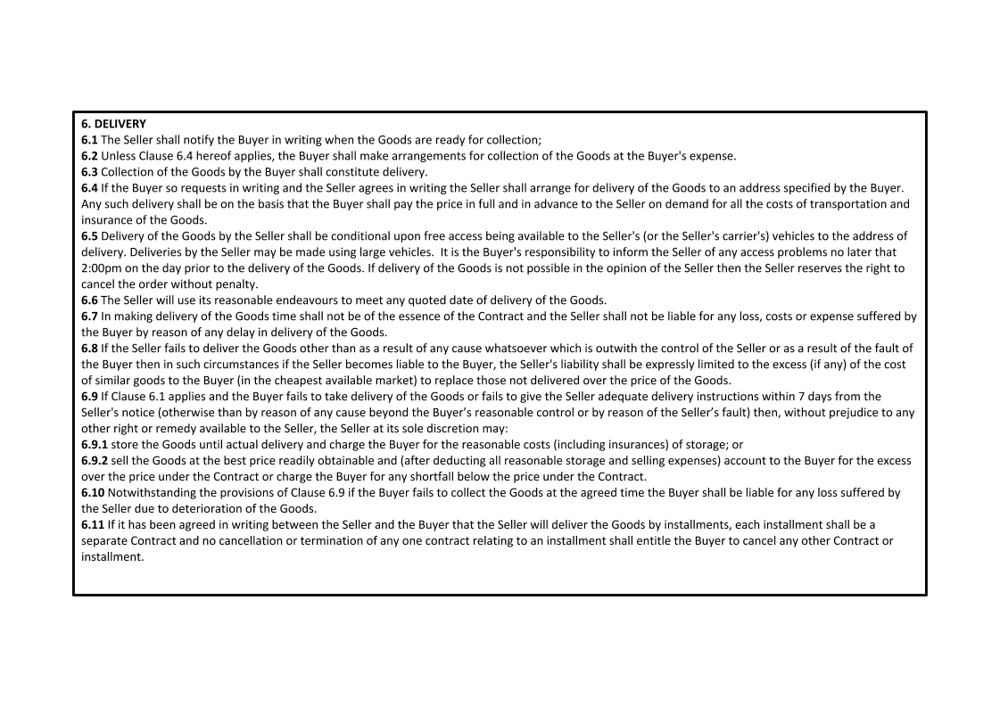 6. DELIVERY
6.1 The Seller shall notify the Buyer in writing when the Goods are ready for collection;
6.2 Unless Clause 6.4 hereof applies, the Buyer shall make arrangements for collection of the Goods at the Buyer's expense.
6.3 Collection of the Goods by the Buyer shall constitute delivery.
6.4 If the Buyer so requests in writing and the Seller agrees in writing the Seller shall arrange for delivery of the Goods to an address specified by the Buyer.
Any such delivery shall be on the basis that the Buyer shall pay the price in full and in advance to the Seller on demand for all the costs of transportation and
insurance of the Goods.
6.5 Delivery of the Goods by the Seller shall be conditional upon free access being available to the Seller's (or the Seller's carrier's) vehicles to the address of
delivery. Deliveries by the Seller may be made using large vehicles.  It is the Buyer's responsibility to inform the Seller of any access problems no later that
2:00pm on the day prior to the delivery of the Goods. If delivery of the Goods is not possible in the opinion of the Seller then the Seller reserves the right to
cancel the order without penalty.
6.6 The Seller will use its reasonable endeavours to meet any quoted date of delivery of the Goods.
6.7 In making delivery of the Goods time shall not be of the essence of the Contract and the Seller shall not be liable for any loss, costs or expense suffered by
the Buyer by reason of any delay in delivery of the Goods.
6.8 If the Seller fails to deliver the Goods other than as a result of any cause whatsoever which is outwith the control of the Seller or as a result of the fault of
the Buyer then in such circumstances if the Seller becomes liable to the Buyer, the Seller's liability shall be expressly limited to the excess (if any) of the cost
of similar goods to the Buyer (in the cheapest available market) to replace those not delivered over the price of the Goods.
6.9 If Clause 6.1 applies and the Buyer fails to take delivery of the Goods or fails to give the Seller adequate delivery instructions within 7 days from the
Seller's notice (otherwise than by reason of any cause beyond the Buyer’s reasonable control or by reason of the Seller’s fault) then, without prejudice to any
other right or remedy available to the Seller, the Seller at its sole discretion may:
6.9.1 store the Goods until actual delivery and charge the Buyer for the reasonable costs (including insurances) of storage; or
6.9.2 sell the Goods at the best price readily obtainable and (after deducting all reasonable storage and selling expenses) account to the Buyer for the excess
over the price under the Contract or charge the Buyer for any shortfall below the price under the Contract.
6.10 Notwithstanding the provisions of Clause 6.9 if the Buyer fails to collect the Goods at the agreed time the Buyer shall be liable for any loss suffered by
the Seller due to deterioration of the Goods.
6.11 If it has been agreed in writing between the Seller and the Buyer that the Seller will deliver the Goods by installments, each installment shall be a
separate Contract and no cancellation or termination of any one contract relating to an installment shall entitle the Buyer to cancel any other Contract or
installment.